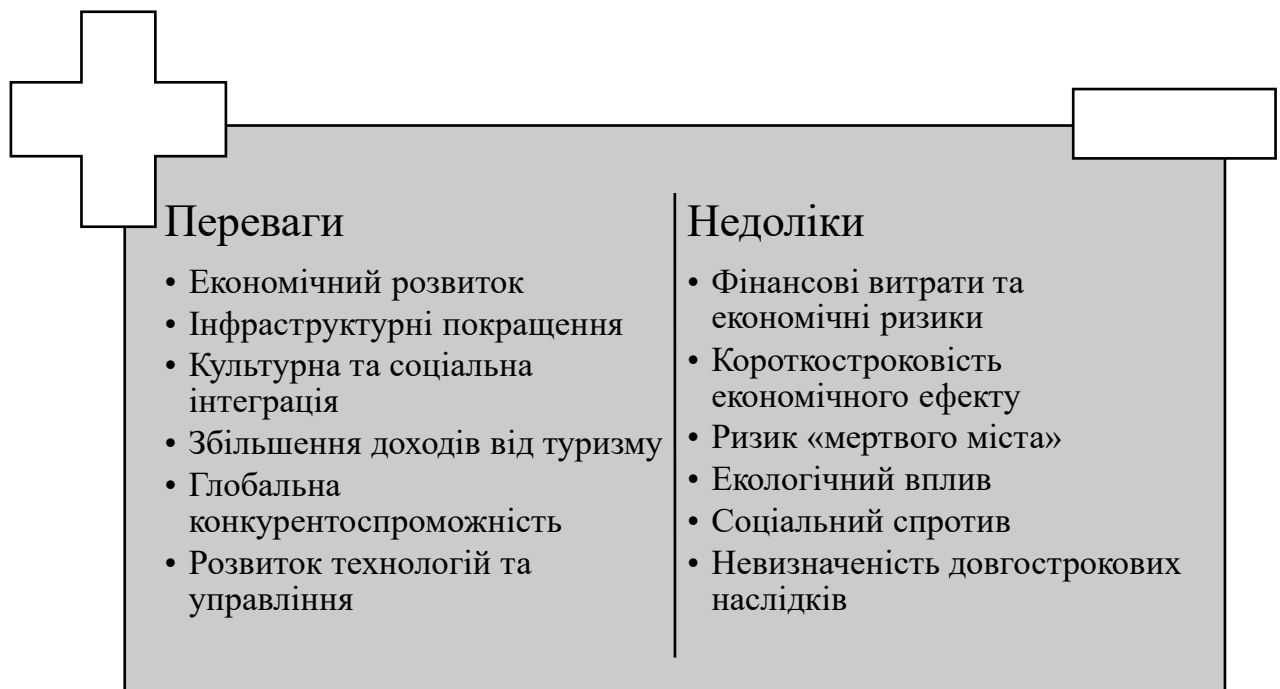 Переваги
• Економічний розвиток
• Інфраструктурні покращення
• Культурна та соціальна
інтеграція
• Збільшення доходів від туризму
• Глобальна
конкурентоспроможність
• Розвиток технологій та
управління
Недоліки
• Фінансові витрати та
економічні ризики
• Короткостроковість
економічного ефекту
• Ризик «мертвого міста»
• Екологічний вплив
• Соціальний спротив
• Невизначеність довгострокових
наслідків